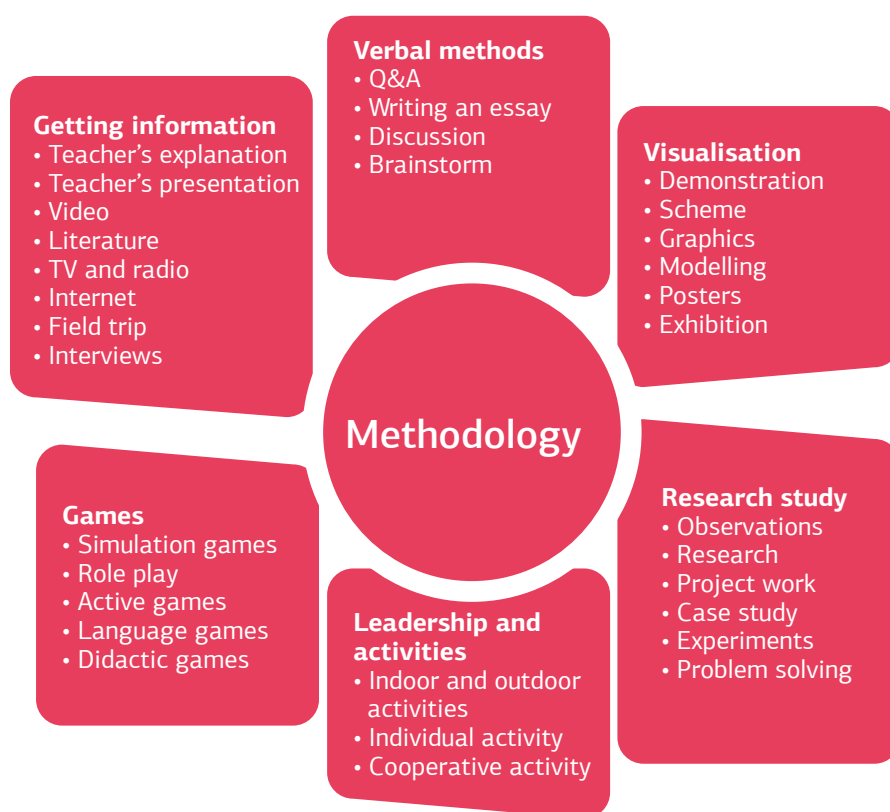 Verbal methods
• Q&A
• Writing an essay
• Discussion
• Brainstorm
Getting information
• Teacher's explanation
• Teacher's presentation
• Video
• Literature
• TV and radio
• Internet
• Field trip
• Interviews
Visualisation
• Demonstration
• Scheme
• Graphics
• Modelling
• Posters
• Exhibition
Methodology
Games
• Simulation games
• Role play
• Active games
• Language games
• Didactic games
Leadership and
activities
• Indoor and outdoor
activities
• Individual activity
• Cooperative activity
Research study
• Observations
• Research
• Project work
• Case study
• Experiments
• Problem solving